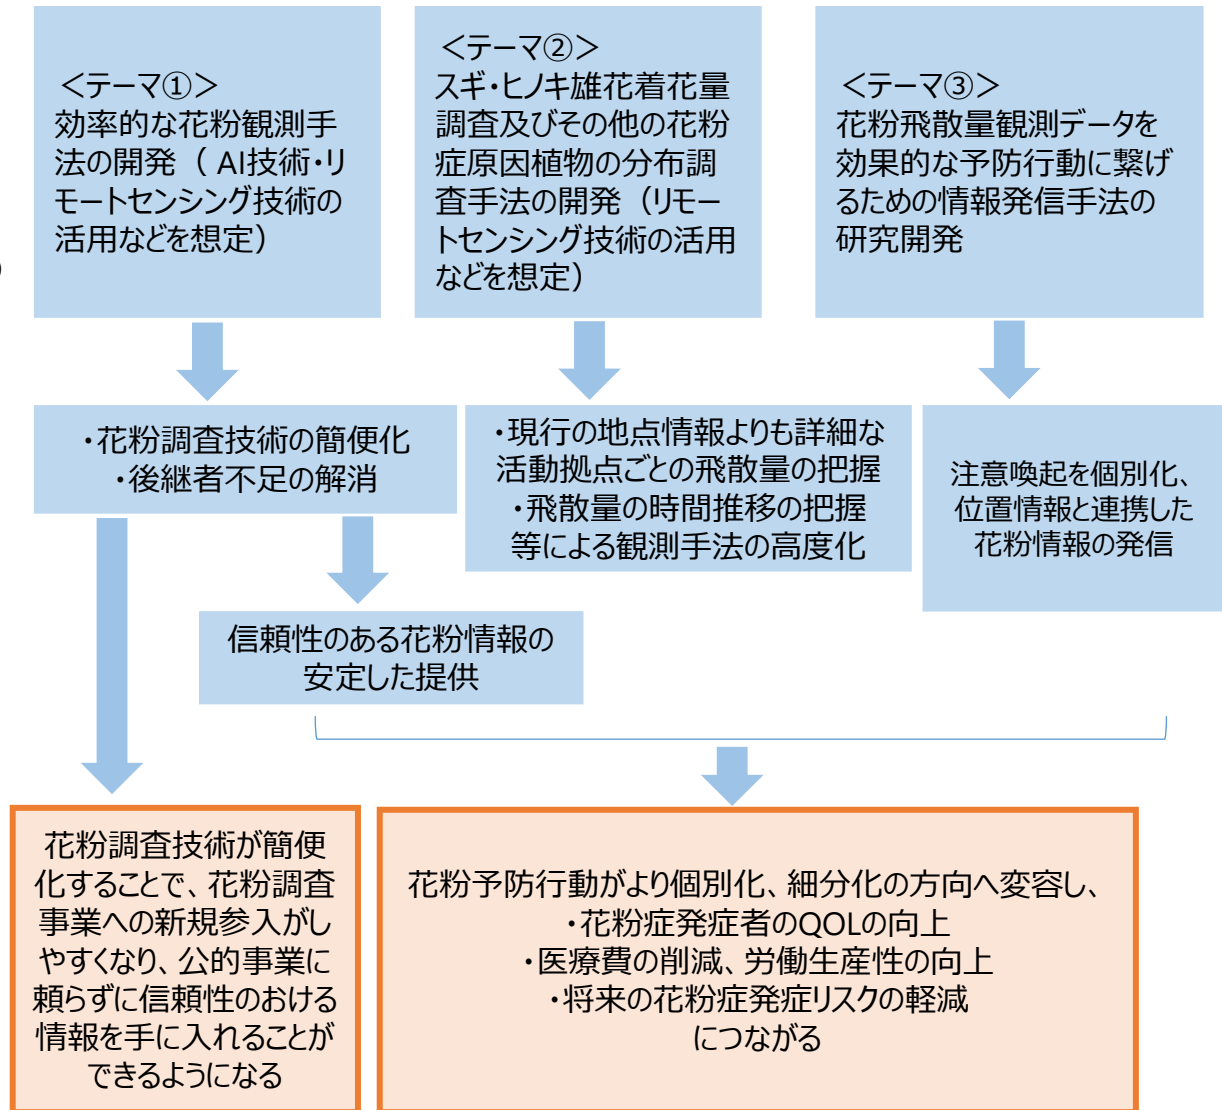 ＜テーマ①＞
効率的な花粉観測手
法の開発（ AI技術・リ
モートセンシング技術の
活用などを想定）
＜テーマ②＞
スギ・ヒノキ雄花着花量
調査及びその他の花粉
症原因植物の分布調
査手法の開発（リモー
トセンシング技術の活用
などを想定）
＜テーマ③＞
花粉飛散量観測データを
効果的な予防行動に繋げ
るための情報発信手法の
研究開発
）
・花粉調査技術の簡便化
・後継者不足の解消
・現行の地点情報よりも詳細な
活動拠点ごとの飛散量の把握
・飛散量の時間推移の把握
等による観測手法の高度化
注意喚起を個別化、
位置情報と連携した
花粉情報の発信
信頼性のある花粉情報の
安定した提供
花粉調査技術が簡便
化することで、花粉調査
事業への新規参入がし
やすくなり、公的事業に
頼らずに信頼性のおける
情報を手に入れることが
できるようになる
花粉予防行動がより個別化、細分化の方向へ変容し、
・花粉症発症者のQOLの向上
・医療費の削減、労働生産性の向上
・将来の花粉症発症リスクの軽減
につながる